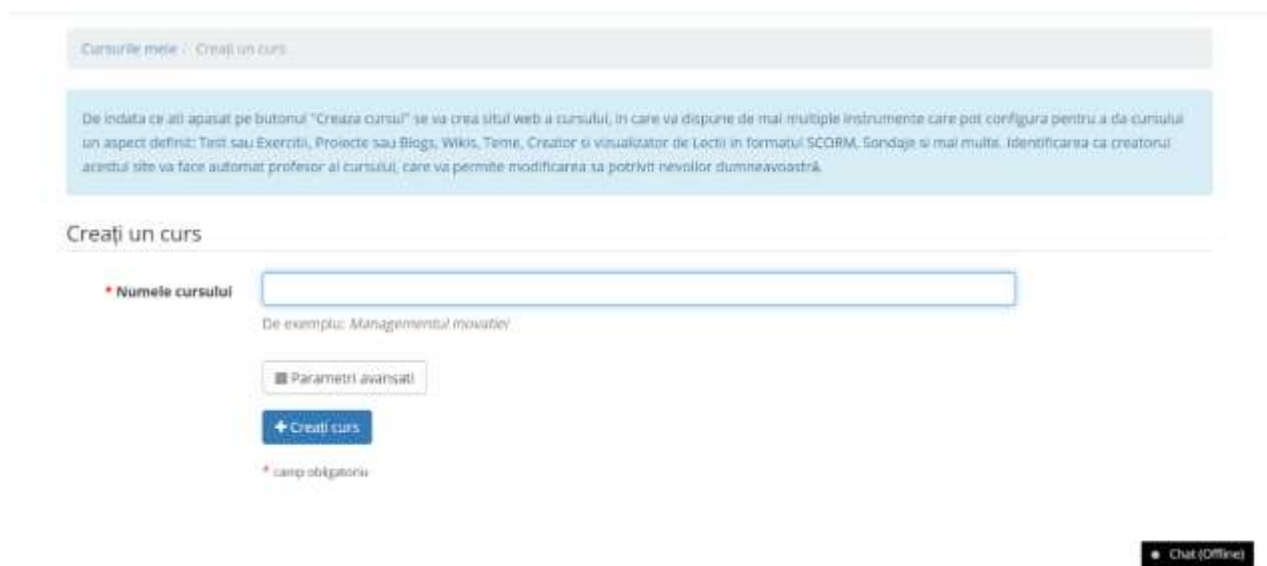 Cursurile mele / Creați un curs
De indata ce ati apasat pe butonul "Creaza cursul" se va crea situl web a cursului, in care va dispune de mai multiple instrumente care pot configura pentru a da cursului
un aspect definit: Test sau Exercitii, Proiecte sau Blogs, Wikis, Teme, Creator si vizualizator de Lectii in formatul SCORM, Sondaje si mai multe. Identificarea ca creatorul
acestui site va face automat profesor al cursului, care va permite modificarea sa potrivit nevoilor dumneavoastră.
Creați un curs
* Numele cursului
De exemplu: Managementul inovatiei
Parametri avansati
Creați curs
* camp obligatoriu
Chat (Offline)